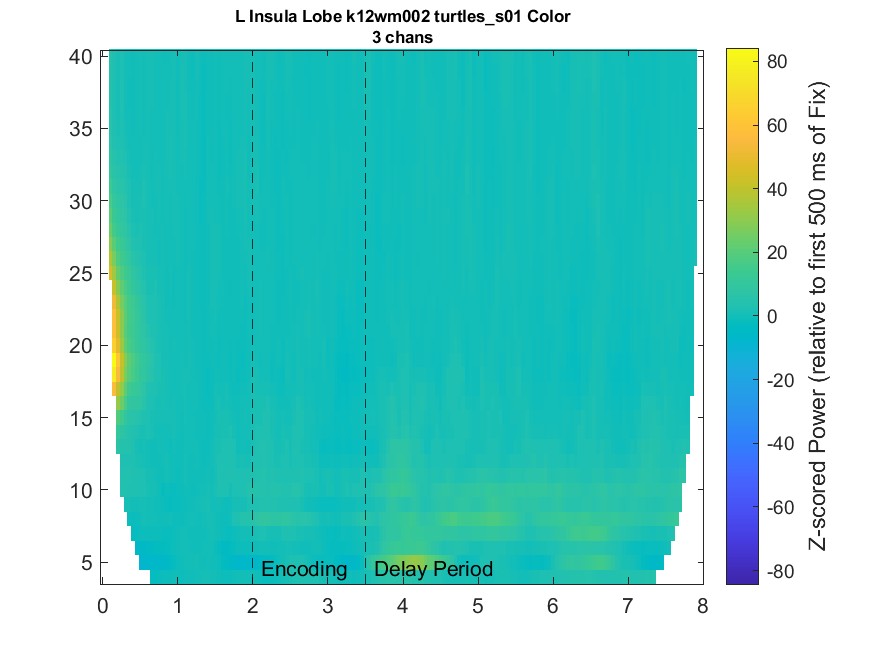 L Insula Lobe k12wm002 turtles_s01 Color
3 chans
40
35
30
25
20
15
10
5
Encoding
Delay Period
0 1 2 3 4 5 6 7 8
80
60
40
20
0
-20
-40
-60
-80
Z-scored Power (relative to first 500 ms of Fix)